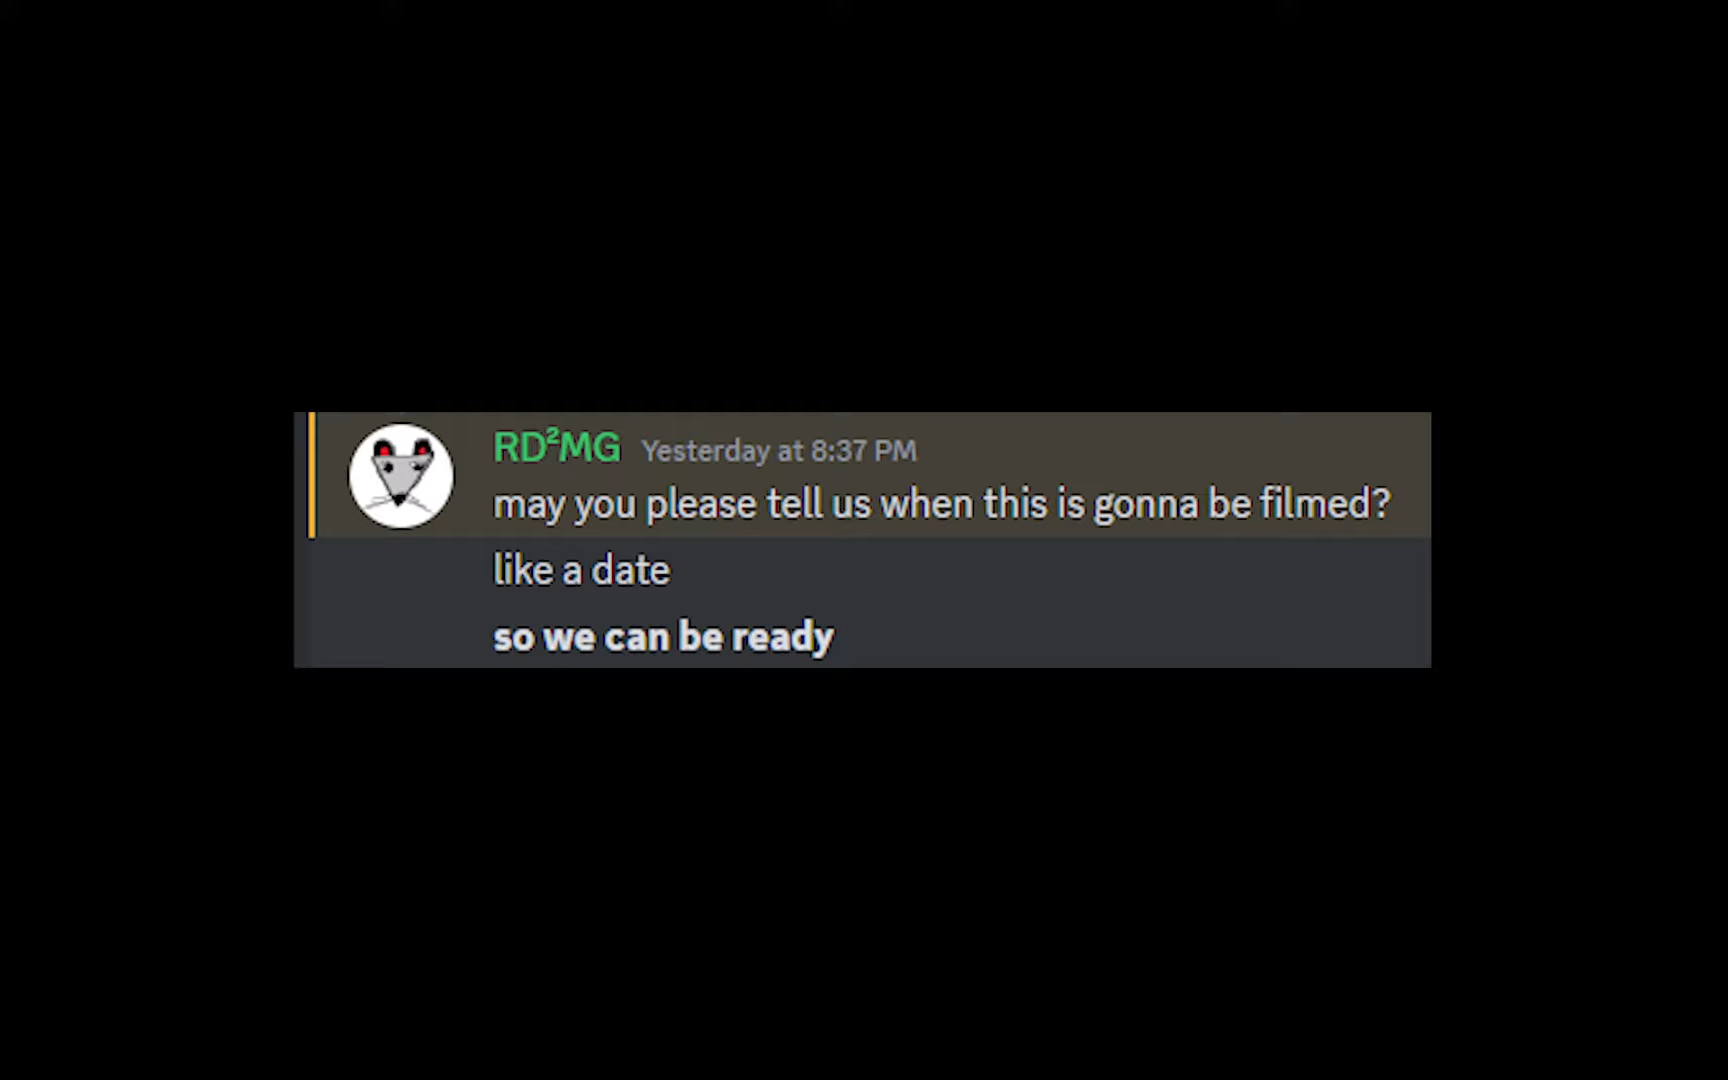 RD²MG Yesterday at 8:37 PM
may you please tell us when this is gonna be filmed?
like a date
so we can be ready